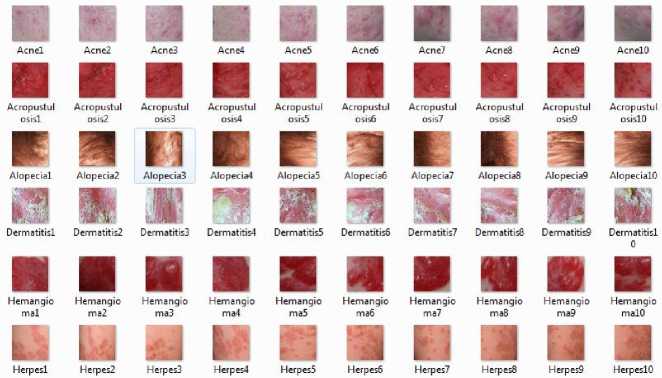 Acne1 Acne2 Acne3 Acne4 Acne5 Acne6 Acne7 Acne8 Acne9 Acne10
Acropustul Acropustul Acropustul Acropustul Acropustul Acropustul Acropustul Acropustul Acropustul Acropustul
osis1 osis2 osis3 osis4 osis5 osis6 osis7 osis8 osis9 osis10
Alopecia1 Alopecia2 Alopecia3 Alopecia4 Alopecia5 Alopecia6 Alopecia7 Alopecia8 Alopecia9 Alopecia10
Dermatitis1 Dermatitis2 Dermatitis3 Dermatitis4 Dermatitis5 Dermatitis6 Dermatitis7 Dermatitis8 Dermatitis9 Dermatitis1
0
Hemangio Hemangio Hemangio Hemangio Hemangio Hemangio Hemangio Hemangio Hemangio Hemangio
ma1 ma2 ma3 ma4 ma5 ma6 ma7 ma8 ma9 ma10
Herpes1 Herpes2 Herpes3 Herpes4 Herpes5 Herpes6 Herpes7 Herpes8 Herpes9 Herpes10